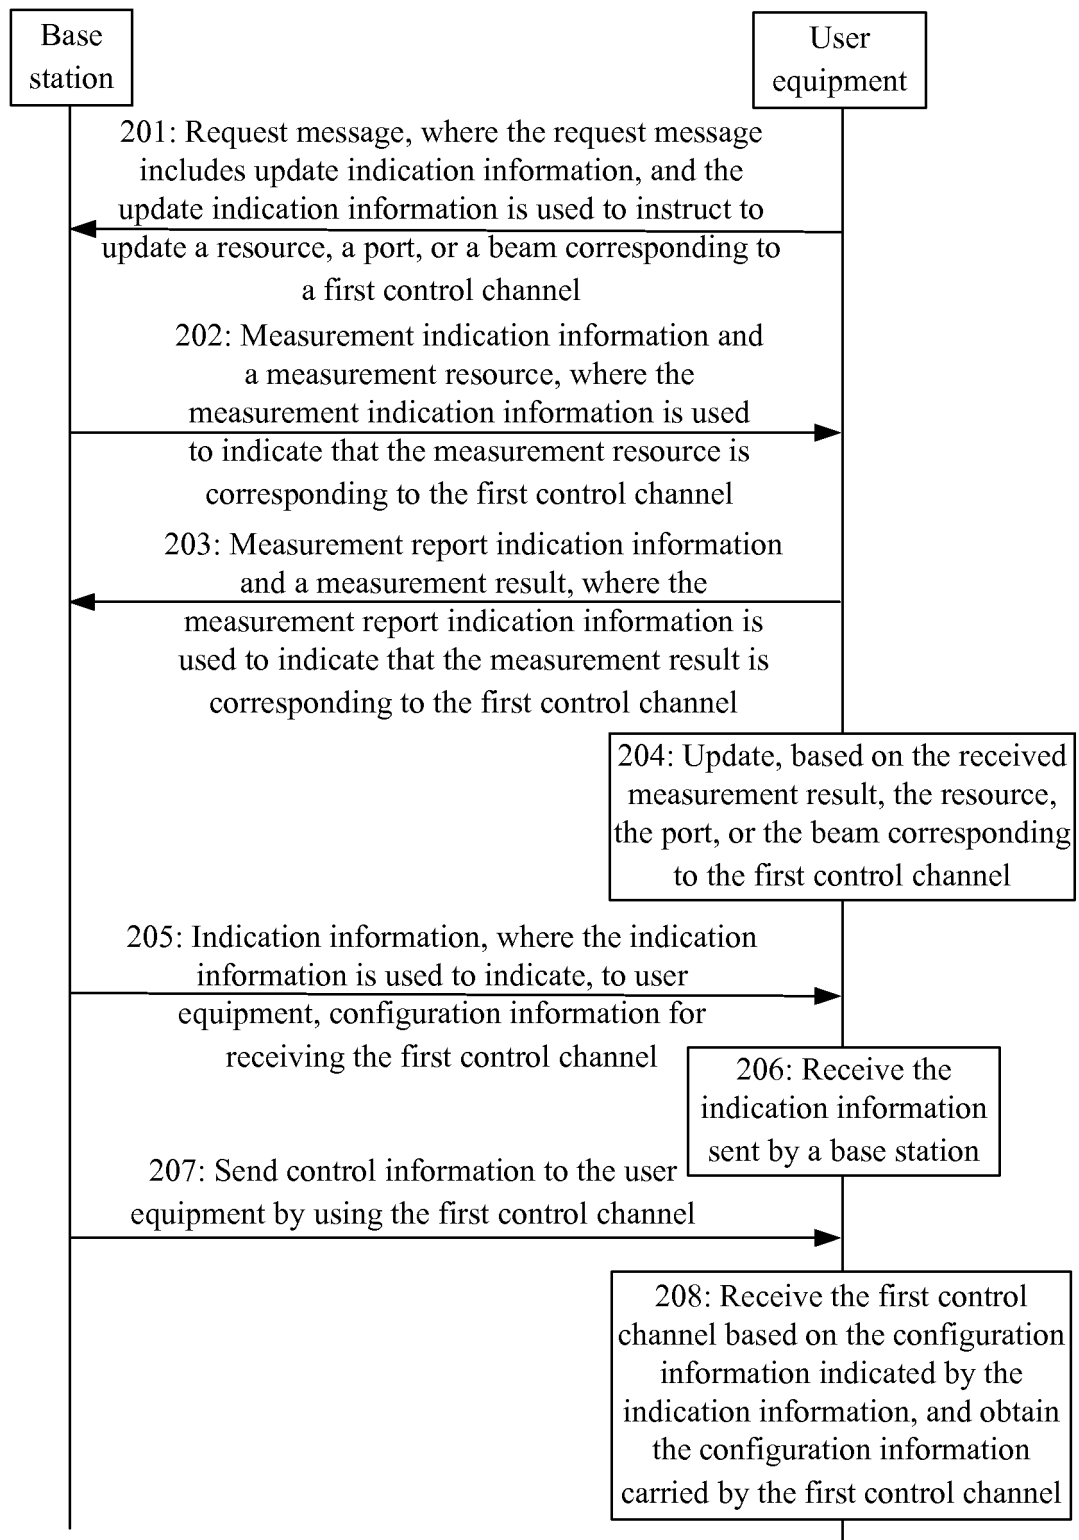 Base
station
User
equipment
201: Request message, where the request message
includes update indication information, and the
update indication information is used to instruct to
update a resource, a port, or a beam corresponding to
a first control channel
202: Measurement indication information and
a measurement resource, where the
measurement indication information is used
to indicate that the measurement resource is
corresponding to the first control channel
203: Measurement report indication information
and a measurement result, where the
measurement report indication information is
used to indicate that the measurement result is
corresponding to the first control channel
204: Update, based on the received
measurement result, the resource,
the port, or the beam corresponding
to the first control channel
205: Indication information, where the indication
information is used to indicate, to user
equipment, configuration information for
receiving the first control channel
206: Receive the
indication information
sent by a base station
207: Send control information to the user
equipment by using the first control channel
208: Receive the first control
channel based on the configuration
information indicated by the
indication information, and obtain
the configuration information
carried by the first control channel